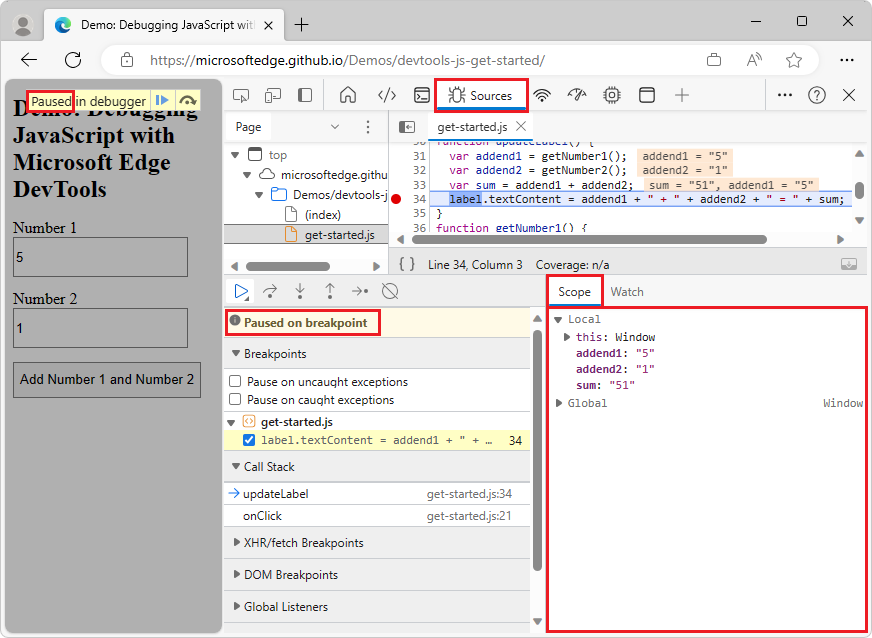 Demo: Debugging JavaScript wit
https://microsoftedge.github.io/Demos/devtools-js-get-started/
Paused in debugger
Demo: Debugging
JavaScript with
Microsoft Edge
DevTools
Number 1
5
Number 2
1
Add Number 1 and Number 2
Sources
Page
top
microsoftedge.githu
Demos/devtools-j
(index)
get-started.js
get-started.js
30 function updateLabel() {
31 var addend1 = getNumber1(); addend1 = "5"
32 var addend2 = getNumber2(); addend2 = "1"
33 var sum = addend1 + addend2; sum = "51", addend1 = "5"
34 label.textContent = addend1 + " + " + addend2 + " = " + sum;
35 }
36 function getNumber1() {
{ } Line 34, Column 3 Coverage: n/a
Paused on breakpoint
Breakpoints
Pause on uncaught exceptions
Pause on caught exceptions
get-started.js
label.textContent = addend1 + " + … 34
Call Stack
updateLabel get-started.js:34
onClick get-started.js:21
XHR/fetch Breakpoints
DOM Breakpoints
Global Listeners
Scope Watch
Local
this: Window
addend1: "5"
addend2: "1"
sum: "51"
Global Window